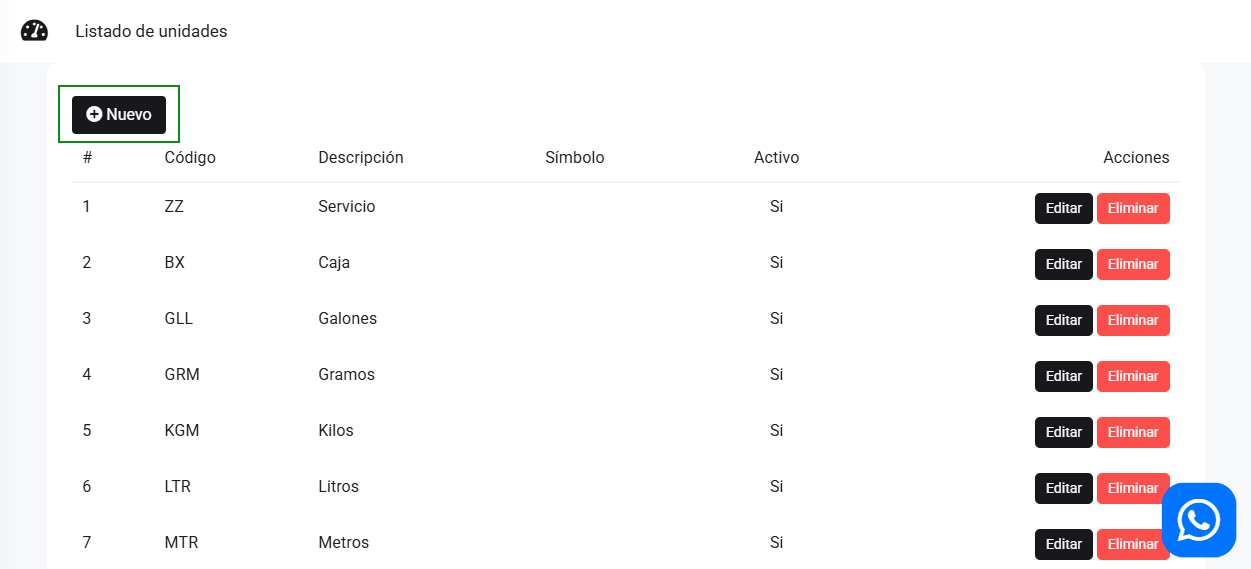 Listado de unidades
Nuevo
# Código Descripción Símbolo Activo Acciones
1 ZZ Servicio Si Editar Eliminar
2 BX Caja Si Editar Eliminar
3 GLL Galones Si Editar Eliminar
4 GRM Gramos Si Editar Eliminar
5 KGM Kilos Si Editar Eliminar
6 LTR Litros Si Editar Eliminar
7 MTR Metros Si Editar Eliminar